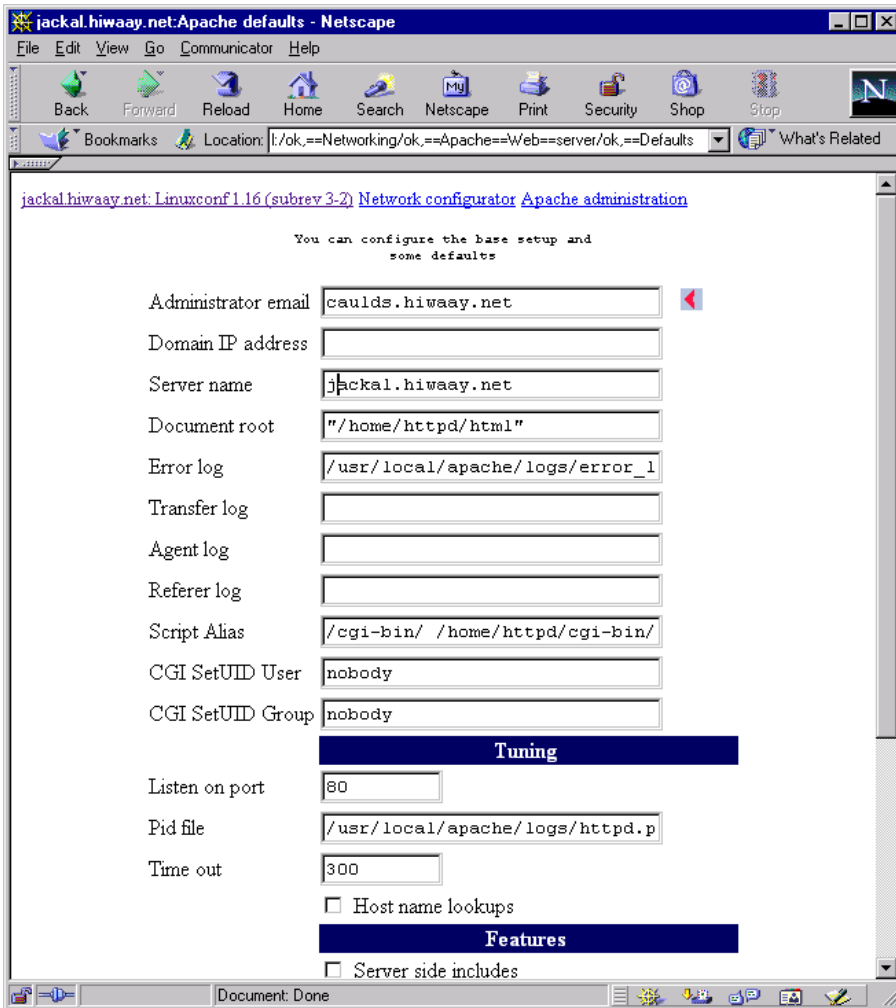 jackal.hiwaay.net:Apache defaults - Netscape
File Edit View Go Communicator Help
Back Forward Reload Home Search Netscape Print Security Shop Stop
My
N
Bookmarks Location: l:/ok,==Networking/ok,==Apache==Web==server/ok,==Defaults What's Related
jackal.hiwaay.net: Linuxconf 1.16 (subrev 3-2) Network configurator Apache administration
You can configure the base setup and
some defaults
Administrator email caulds.hiwaay.net
Domain IP address
Server name jackal.hiwaay.net
Document root "/home/httpd/html"
Error log /usr/local/apache/logs/error_l
Transfer log
Agent log
Referer log
Script Alias /cgi-bin/ /home/httpd/cgi-bin/
CGI SetUID User nobody
CGI SetUID Group nobody
Tuning
Listen on port 80
Pid file /usr/local/apache/logs/httpd.p
Time out 300
Host name lookups
Features
Server side includes
Document: Done